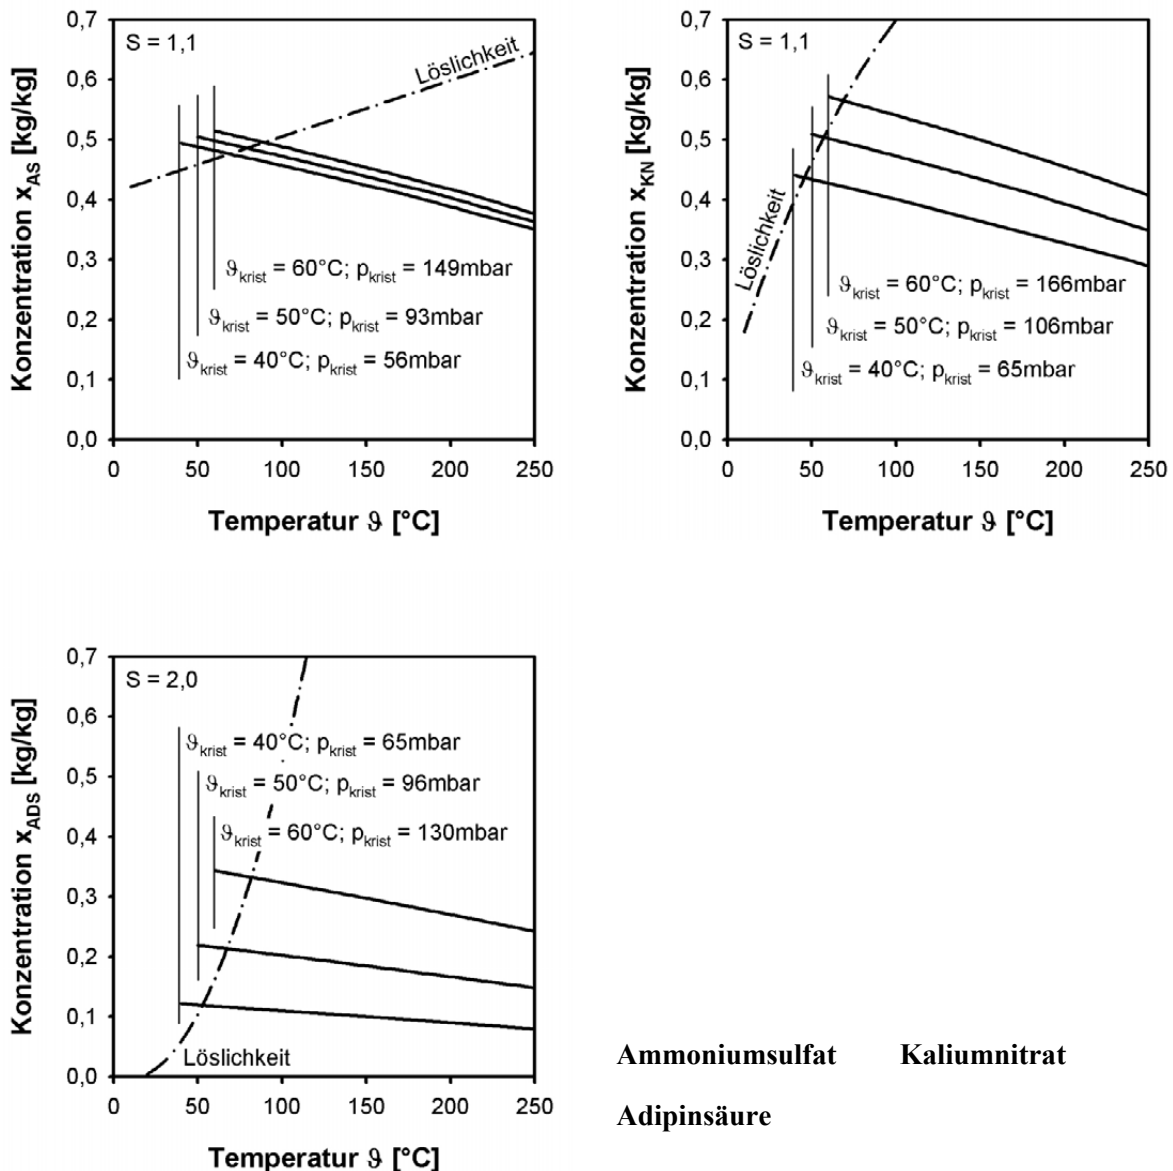 S = 1,1
Löslichkeit
ϑkrist = 60°C; pkrist = 149mbar
ϑkrist = 50°C; pkrist = 93mbar
ϑkrist = 40°C; pkrist = 56mbar
0,7
0,6
0,5
0,4
0,3
0,2
0,1
0,0
Konzentration xAS [kg/kg]
0 50 100 150 200 250
Temperatur ϑ [°C]
S = 1,1
Löslichkeit
ϑkrist = 60°C; pkrist = 166mbar
ϑkrist = 50°C; pkrist = 106mbar
ϑkrist = 40°C; pkrist = 65mbar
0,7
0,6
0,5
0,4
0,3
0,2
0,1
0,0
Konzentration xKN [kg/kg]
0 50 100 150 200 250
Temperatur ϑ [°C]
S = 2,0
ϑkrist = 40°C; pkrist = 65mbar
ϑkrist = 50°C; pkrist = 96mbar
ϑkrist = 60°C; pkrist = 130mbar
Löslichkeit
0,7
0,6
0,5
0,4
0,3
0,2
0,1
0,0
Konzentration xADS [kg/kg]
0 50 100 150 200 250
Temperatur ϑ [°C]
Ammoniumsulfat Kaliumnitrat
Adipinsäure